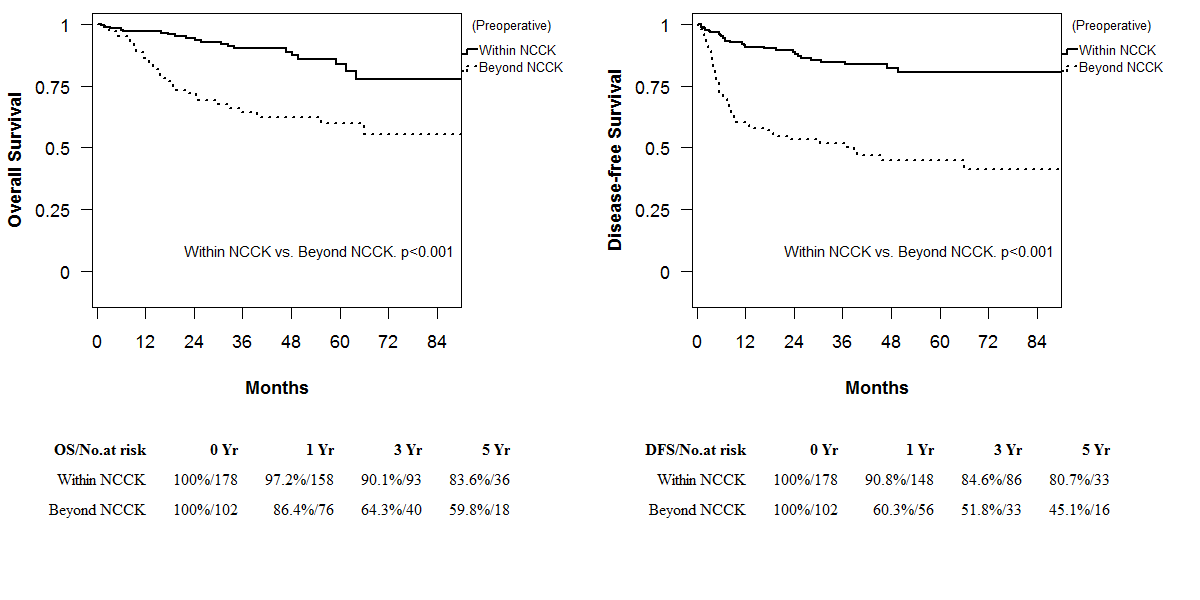 1
0.75
0.5
0.25
0
Overall Survival
(Preoperative)
Within NCCK
Beyond NCCK
Within NCCK vs. Beyond NCCK. p<0.001
0 12 24 36 48 60 72 84
Months
OS/No.at risk 0 Yr 1 Yr 3 Yr 5 Yr
Within NCCK 100%/178 97.2%/158 90.1%/93 83.6%/36
Beyond NCCK 100%/102 86.4%/76 64.3%/40 59.8%/18
1
0.75
0.5
0.25
0
Disease-free Survival
(Preoperative)
Within NCCK
Beyond NCCK
Within NCCK vs. Beyond NCCK. p<0.001
0 12 24 36 48 60 72 84
Months
DFS/No.at risk 0 Yr 1 Yr 3 Yr 5 Yr
Within NCCK 100%/178 90.8%/148 84.6%/86 80.7%/33
Beyond NCCK 100%/102 60.3%/56 51.8%/33 45.1%/16